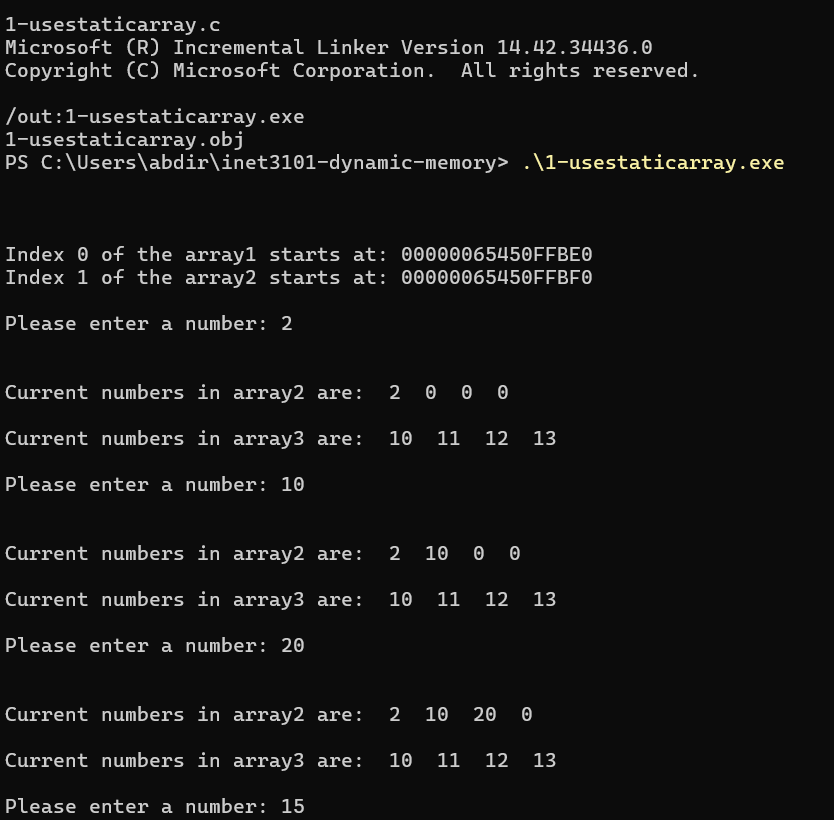 1-usestaticarray.c
Microsoft (R) Incremental Linker Version 14.42.34436.0
Copyright (C) Microsoft Corporation.  All rights reserved.
/out:1-usestaticarray.exe
1-usestaticarray.obj
PS C:\Users\abdir\inet3101-dynamic-memory> .\1-usestaticarray.exe
Index 0 of the array1 starts at: 00000065450FFBE0
Index 1 of the array2 starts at: 00000065450FFBF0
Please enter a number: 2
Current numbers in array2 are:  2  0  0  0
Current numbers in array3 are:  10  11  12  13
Please enter a number: 10
Current numbers in array2 are:  2  10  0  0
Current numbers in array3 are:  10  11  12  13
Please enter a number: 20
Current numbers in array2 are:  2  10  20  0
Current numbers in array3 are:  10  11  12  13
Please enter a number: 15